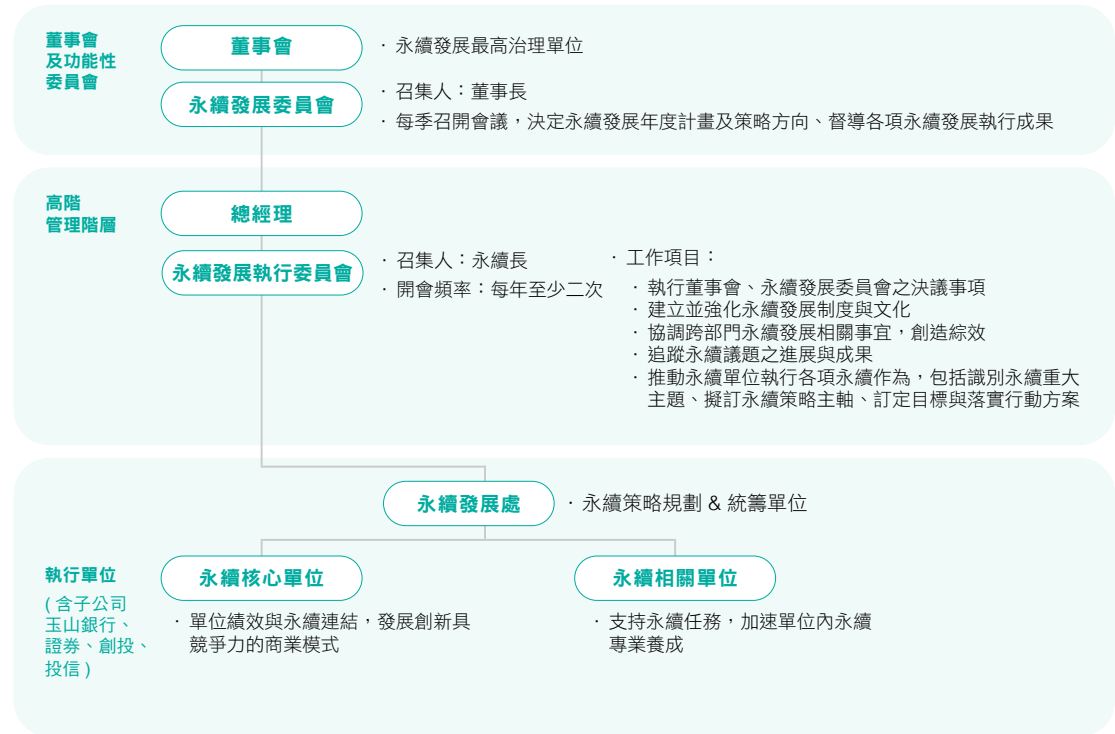 董事會
及功能性
委員會
董事會
· 永續發展最高治理單位
永續發展委員會
· 召集人：董事長
· 每季召開會議，決定永續發展年度計畫及策略方向、督導各項永續發展執行成果
高階
管理階層
總經理
永續發展執行委員會
· 召集人：永續長
· 開會頻率：每年至少二次
· 工作項目：
· 執行董事會、永續發展委員會之決議事項
· 建立並強化永續發展制度與文化
· 協調跨部門永續發展相關事宜，創造綜效
· 追蹤永續議題之進展與成果
· 推動永續單位執行各項永續作為，包括識別永續重大
主題、擬訂永續策略主軸、訂定目標與落實行動方案
永續發展處
· 永續策略規劃 & 統籌單位
執行單位
( 含子公司
玉山銀行、
證券、創投、
投信 )
永續核心單位
· 單位績效與永續連結，發展創新具
競爭力的商業模式
永續相關單位
· 支持永續任務，加速單位內永續
專業養成